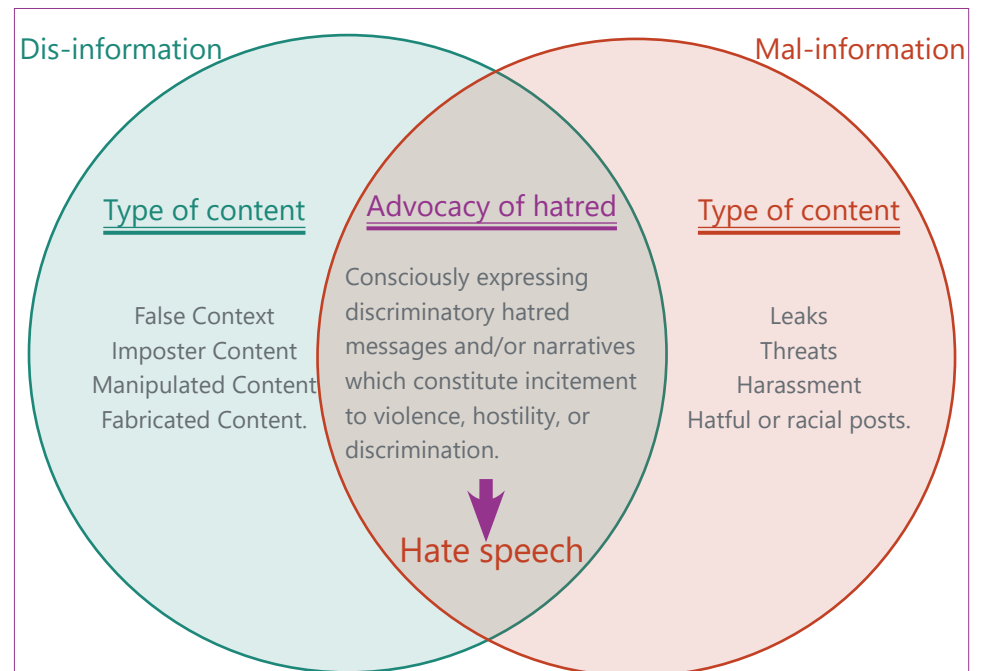 Dis-information
Mal-information
Type of content
False Context
Imposter Content
Manipulated Content
Fabricated Content.
Advocacy of hatred
Consciously expressing
discriminatory hatred
messages and/or narratives
which constitute incitement
to violence, hostility, or
discrimination.
Hate speech
Type of content
Leaks
Threats
Harassment
Hatful or racial posts.